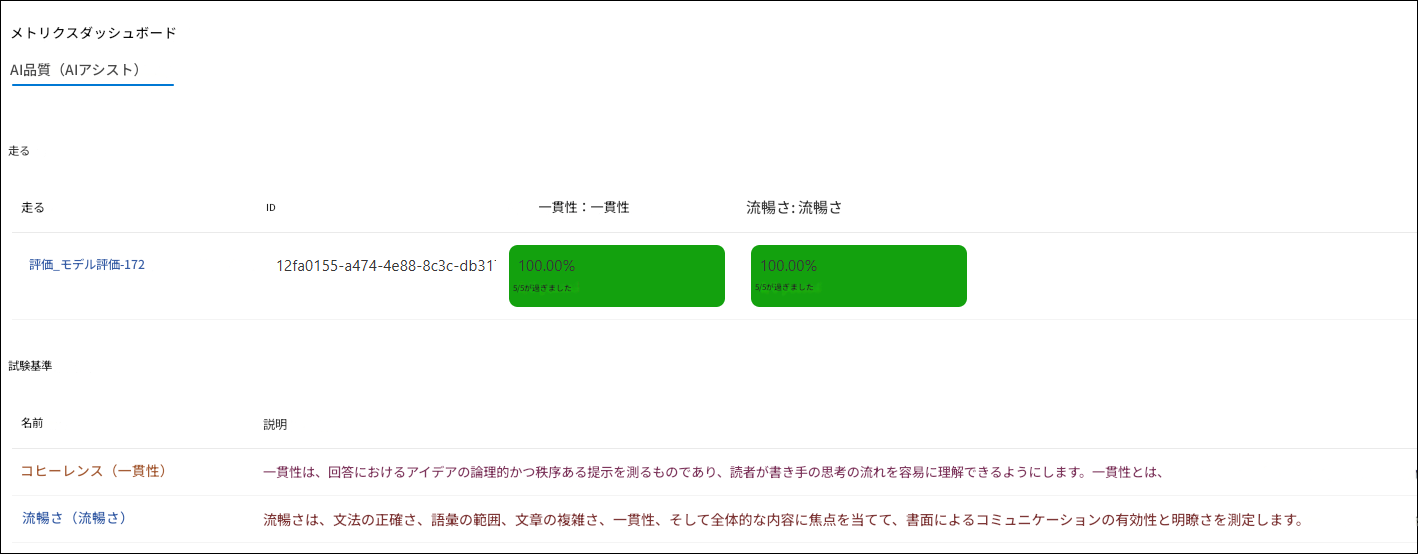 メトリクスダッシュボード
AI品質（AIアシスト）
走る
走る ID 一貫性：一貫性 流暢さ: 流暢さ
評価_モデル評価-172 12fa0155-a474-4e88-8c3c-db317 100.00% 100.00%
5/5が過ぎました 5/5が過ぎました
試験基準
名前 説明
コヒーレンス（一貫性） 一貫性は、回答におけるアイデアの論理的かつ秩序ある提示を測るものであり、読者が書き手の思考の流れを容易に理解できるようにします。一貫性とは、
流暢さ（流暢さ） 流暢さは、文法の正確さ、語彙の範囲、文章の複雑さ、一貫性、そして全体的な内容に焦点を当てて、書面によるコミュニケーションの有効性と明瞭さを測定します。